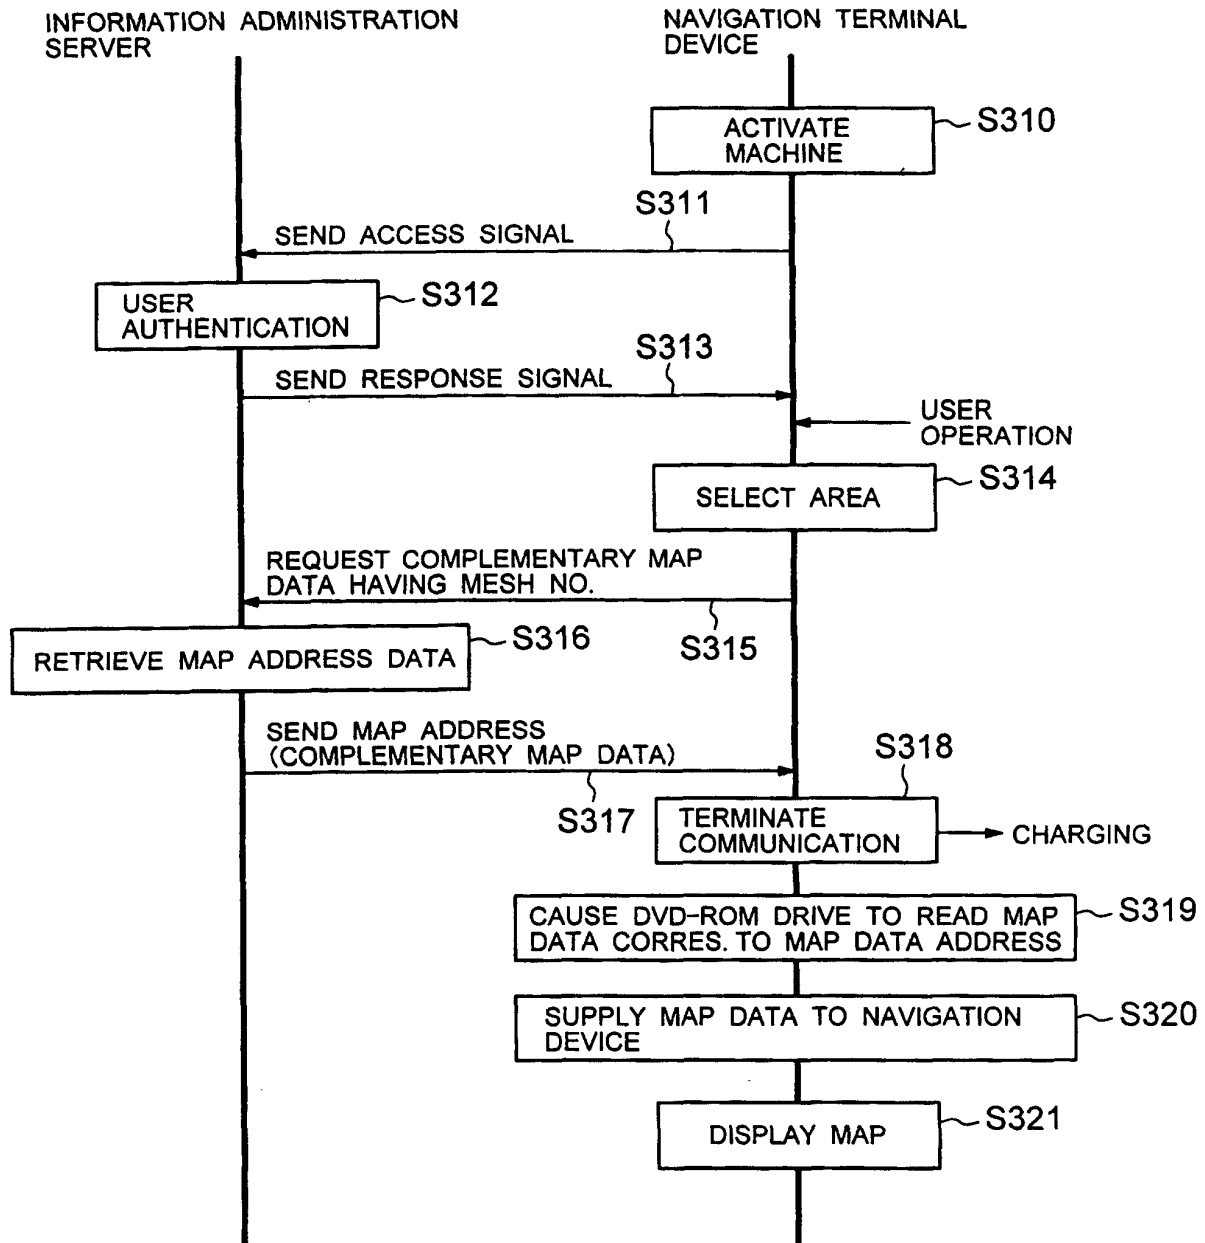 INFORMATION ADMINISTRATION
SERVER
NAVIGATION TERMINAL
DEVICE
ACTIVATE
MACHINE
S310
S311
SEND ACCESS SIGNAL
USER
AUTHENTICATION
S312
S313
SEND RESPONSE SIGNAL
USER
OPERATION
SELECT AREA
S314
REQUEST COMPLEMENTARY MAP
DATA HAVING MESH NO.
S315
RETRIEVE MAP ADDRESS DATA
S316
SEND MAP ADDRESS
(COMPLEMENTARY MAP DATA)
S317
S318
TERMINATE
COMMUNICATION
CHARGING
CAUSE DVD-ROM DRIVE TO READ MAP
DATA CORRES. TO MAP DATA ADDRESS
S319
SUPPLY MAP DATA TO NAVIGATION
DEVICE
S320
DISPLAY MAP
S321